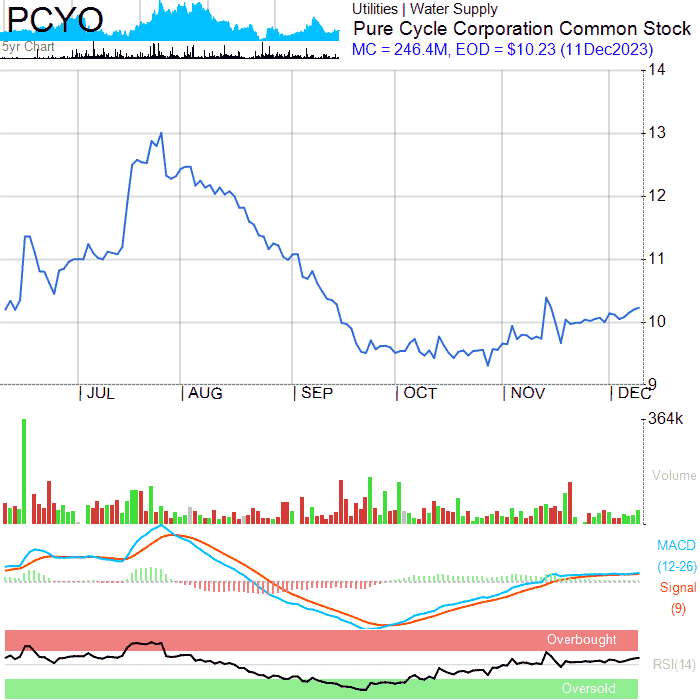 PCYO
5yr Chart
Utilities | Water Supply
Pure Cycle Corporation Common Stock
MC = 246.4M, EOD = $10.23 (11Dec2023)
14
13
12
11
10
9
JUL AUG SEP OCT NOV DEC
364k
Volume
MACD
(12-26)
Signal
(9)
Overbought
RSI(14)
Oversold